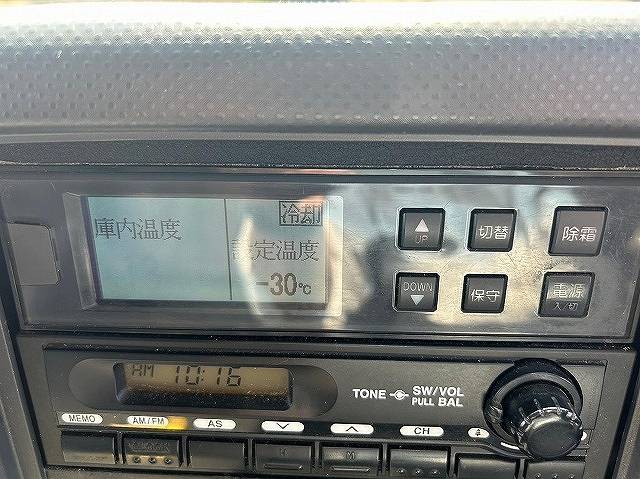 冷却
庫内温度
設定温度
-30℃
▲
UP
切替
除霜
DOWN
▼
保守
電源
入/切
AM 10:16
TONE
SW/VOL
PULL BAL
MEMO
AM/FM
AS
CH